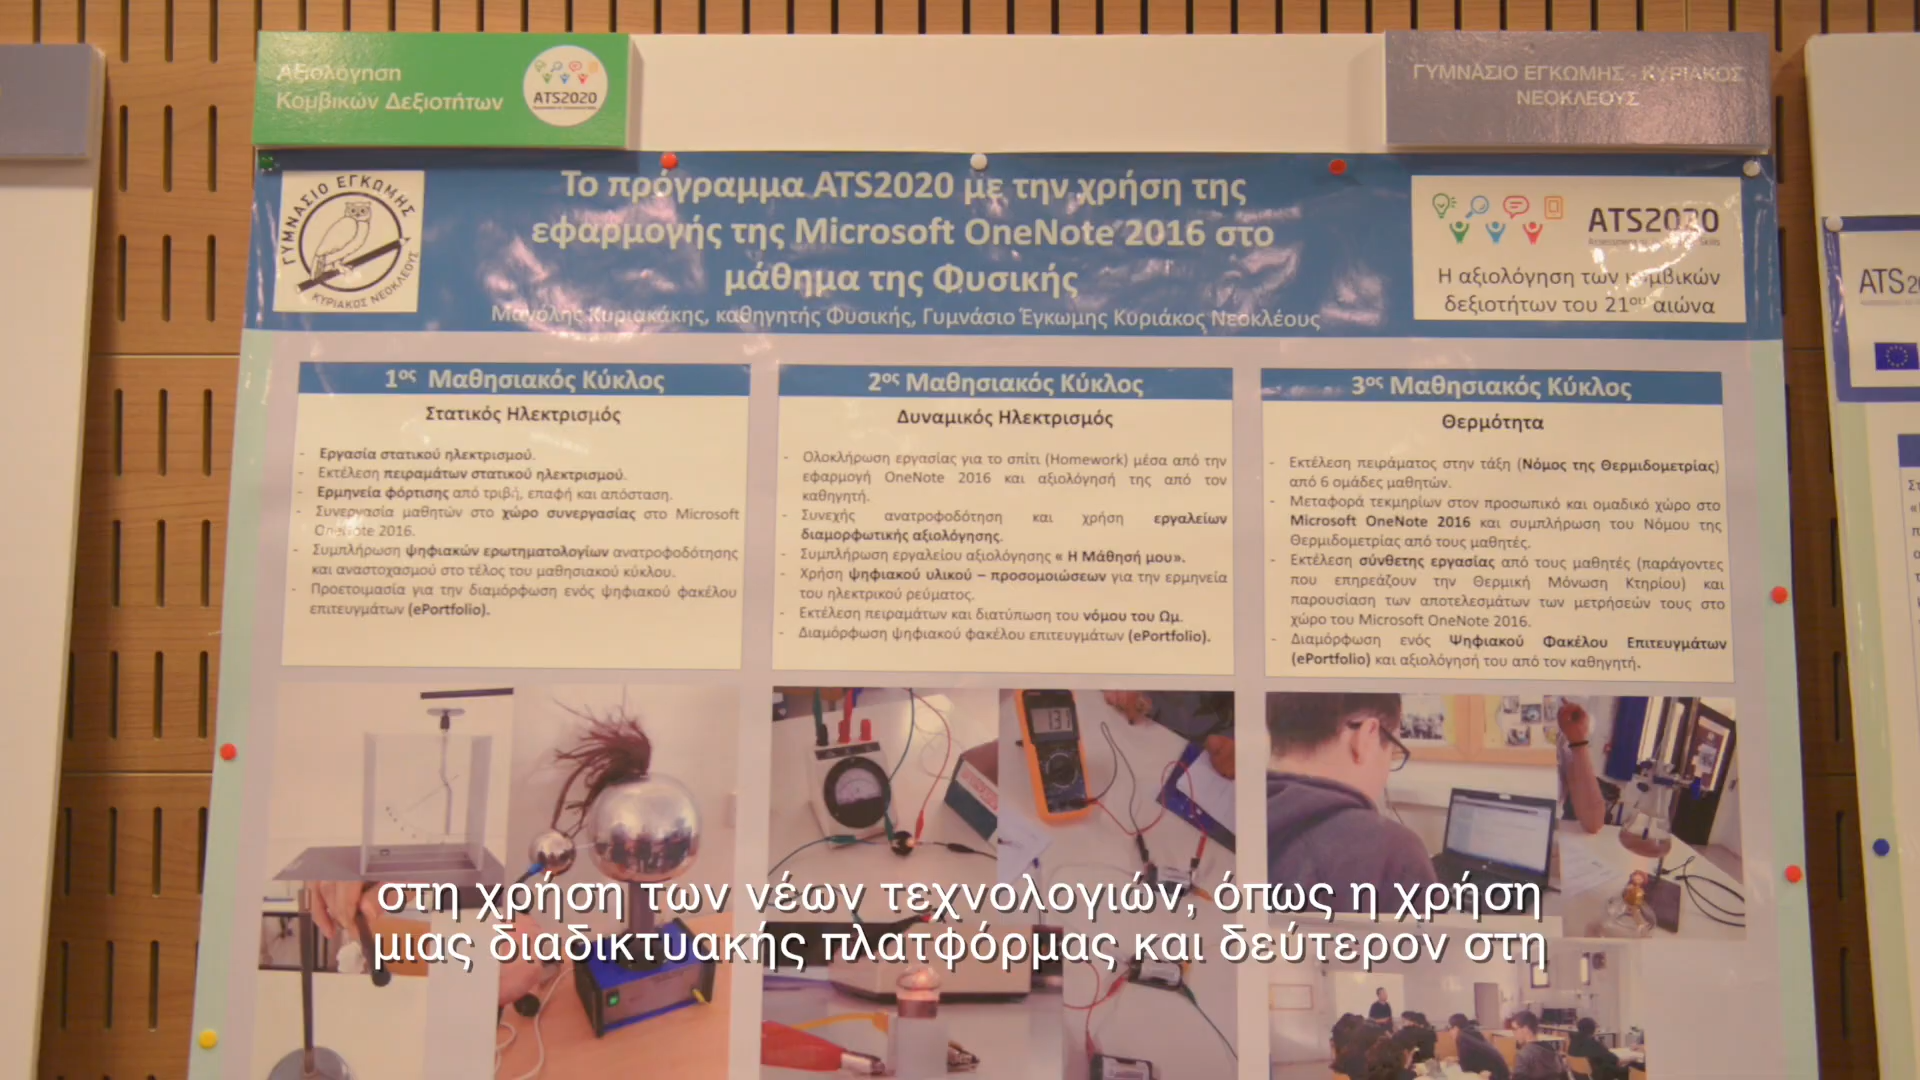 Αξιολόγηση
Κομβικών Δεξιοτήτων
ATS2020
ΓΥΜΝΑΣΙΟ ΕΓΚΩΜΗΣ - ΚΥΡΙΑΚΟΣ
ΝΕΟΚΛΕΟΥΣ
ΓΥΜΝΑΣΙΟ ΕΓΚΩΜΗΣ
ΚΥΡΙΑΚΟΣ ΝΕΟΚΛΕΟΥΣ
Το πρόγραμμα ATS2020 με την χρήση της
εφαρμογής της Microsoft OneNote 2016 στο
μάθημα της Φυσικής
Μανόλης Κυριακάκης, καθηγητής Φυσικής, Γυμνάσιο Έγκωμης Κυριάκος Νεοκλέους
ATS2020
Η αξιολόγηση των κομβικών
δεξιοτήτων του 21ου αιώνα
1ος Μαθησιακός Κύκλος
Στατικός Ηλεκτρισμός
- Εργασία στατικού ηλεκτρισμού.
- Εκτέλεση πειραμάτων στατικού ηλεκτρισμού.
- Ερμηνεία φόρτισης από τριβή, επαφή και απόσταση.
- Συνεργασία μαθητών στο χώρο συνεργασίας στο Microsoft
OneNote 2016.
- Συμπλήρωση ψηφιακών ερωτηματολογίων ανατροφοδότησης
και αναστοχασμού στο τέλος του μαθησιακού κύκλου.
- Προετοιμασία για την διαμόρφωση ενός ψηφιακού φακέλου
επιτευγμάτων (ePortfolio).
2ος Μαθησιακός Κύκλος
Δυναμικός Ηλεκτρισμός
- Ολοκλήρωση εργασίας για το σπίτι (Homework) μέσα από την
εφαρμογή OneNote 2016 και αξιολόγησή της από τον
καθηγητή.
- Συνεχής ανατροφοδότηση και χρήση εργαλείων
διαμορφωτικής αξιολόγησης.
- Συμπλήρωση εργαλείου αξιολόγησης « Η Μάθησή μου».
- Χρήση ψηφιακού υλικού – προσομοιώσεων για την ερμηνεία
του ηλεκτρικού ρεύματος.
- Εκτέλεση πειραμάτων και διατύπωση του νόμου του Ωμ.
- Διαμόρφωση ψηφιακού φακέλου επιτευγμάτων (ePortfolio).
3ος Μαθησιακός Κύκλος
Θερμότητα
- Εκτέλεση πειράματος στην τάξη (Νόμος της Θερμιδομετρίας)
από 6 ομάδες μαθητών.
- Μεταφορά τεκμηρίων στον προσωπικό και ομαδικό χώρο στο
Microsoft OneNote 2016 και συμπλήρωση του Νόμου της
Θερμιδομετρίας από τους μαθητές.
- Εκτέλεση σύνθετης εργασίας από τους μαθητές (παράγοντες
που επηρεάζουν την Θερμική Μόνωση Κτηρίου) και
παρουσίαση των αποτελεσμάτων των μετρήσεών τους στο
χώρο του Microsoft OneNote 2016.
- Διαμόρφωση ενός Ψηφιακού Φακέλου Επιτευγμάτων
(ePortfolio) και αξιολόγησή του από τον καθηγητή.
137
στη χρήση των νέων τεχνολογιών, όπως η χρήση
μιας διαδικτυακής πλατφόρμας και δεύτερον στη